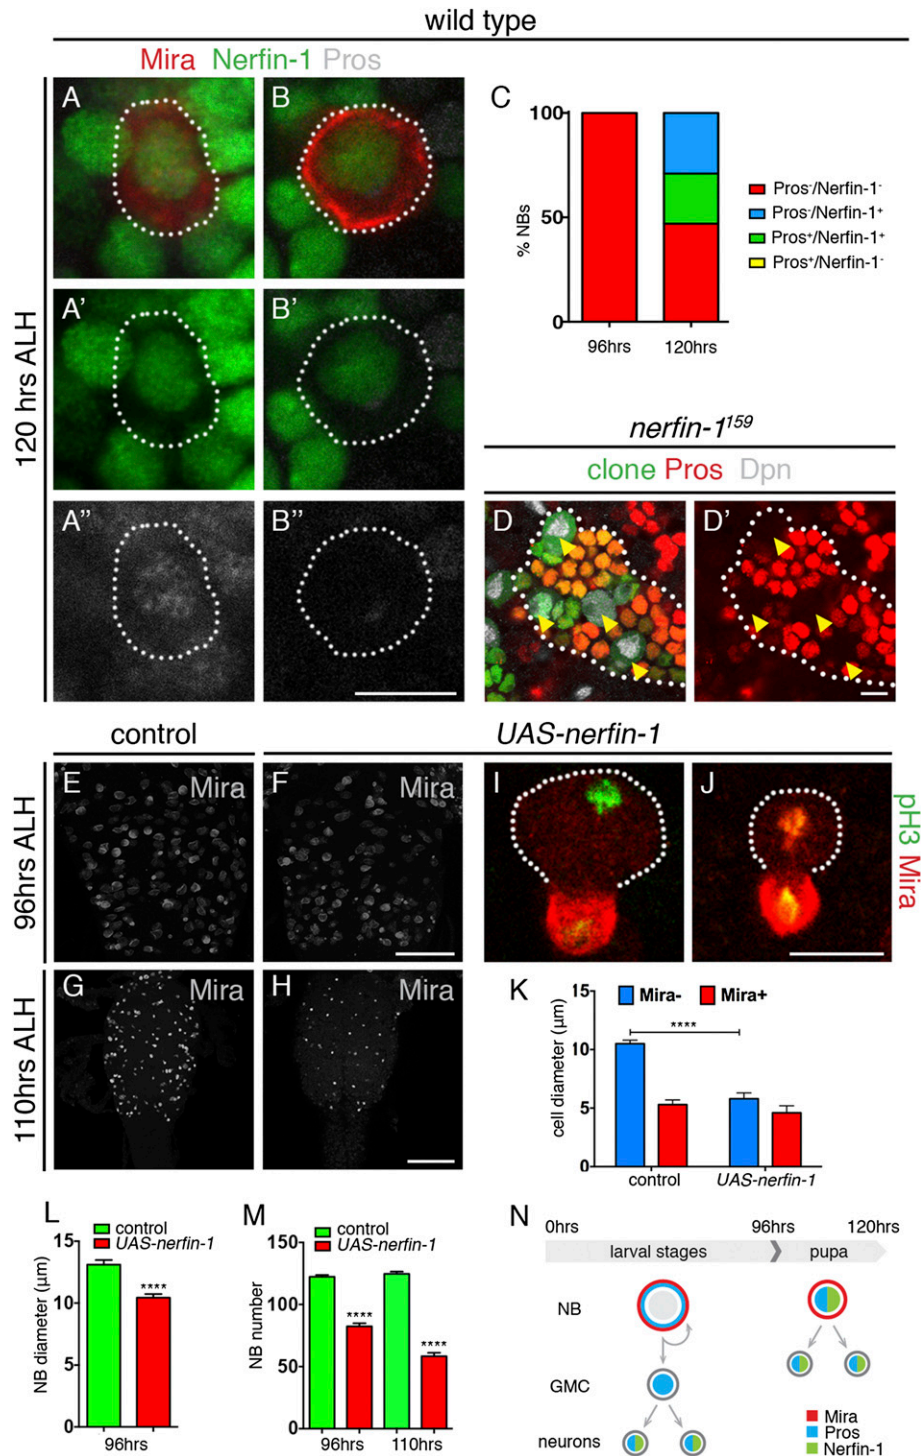 wild type
Mira Nerfin-1 Pros
120 hrs ALH
A
B
A'
B'
A''
B''
C
100
50
0
% NBs
96hrs 120hrs
Pros⁻/Nerfin-1⁻
Pros⁻/Nerfin-1⁺
Pros⁺/Nerfin-1⁺
Pros⁺/Nerfin-1⁻
nerfin-1¹⁵⁹
clone Pros Dpn
D
D'
control
UAS-nerfin-1
96hrs ALH
E Mira
F Mira
110hrs ALH
G Mira
H Mira
I
J
pH3 Mira
K
Mira- Mira+
15
10
5
0
cell diameter (µm)
****
control UAS-nerfin-1
L
control
UAS-nerfin-1
15
10
5
0
NB diameter (µm)
****
96hrs
M
control
UAS-nerfin-1
150
100
50
0
NB number
****
****
96hrs 110hrs
N
0hrs 96hrs 120hrs
larval stages pupa
NB
GMC
neurons
Mira
Pros
Nerfin-1